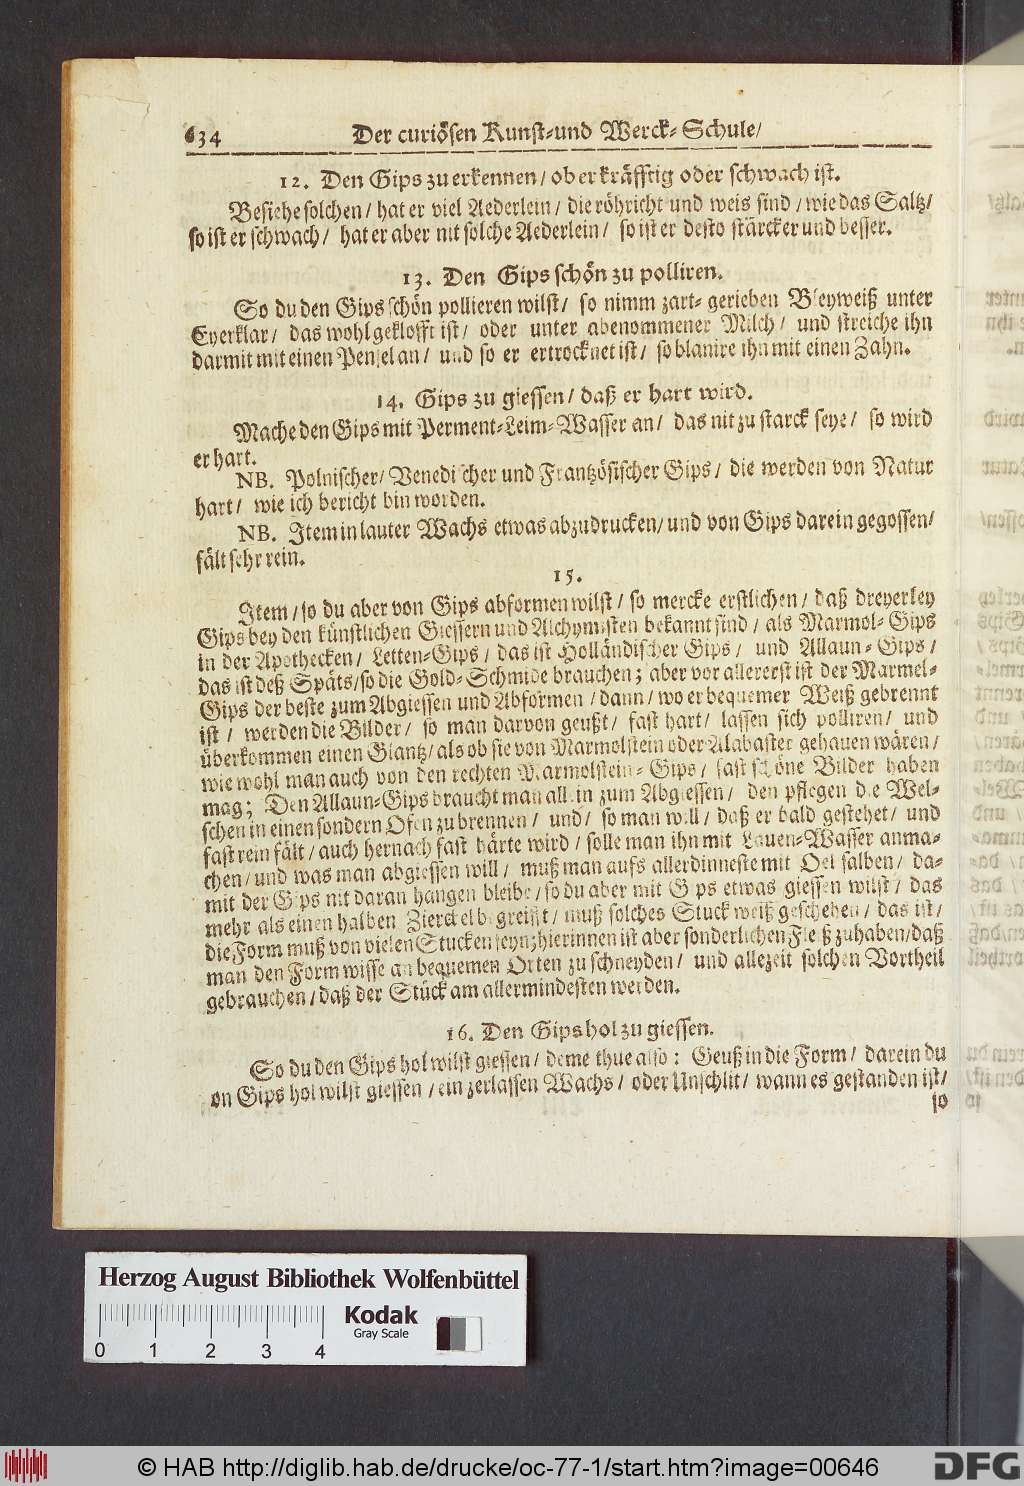 634 Der curiösen Kunst-und Werck-Schule/
12. Den Gips zu erkennen/ ob er kräfftig oder schwach ist.
Besiehe solchen/ hat er viel Aederlein/ die röhricht und weis sind/ wie das Saltz/
so ist er schwach/ hat er aber nit solche Aederlein/ so ist er desto stärcker und besser.
13. Den Gips schön zu polliren.
So du den Gips schön pollieren wilst/ so nimm zart-gerieben Bleyweiß unter
Eyerklar/ das wohl geklofft ist/ oder unter abenommener Milch/ und streiche ihn
darmit mit einen Pensel an/ und so er ertrocknet ist/ so blanire ihn mit einen Zahn.
14. Gips zu giessen/ daß er hart wird.
Mache den Gips mit Perment-Leim-Wasser an/ das nit zu starck seye/ so wird
er hart.
NB. Polnischer/ Venedischer und Frantzösischer Gips/ die werden von Natur
hart/ wie ich bericht bin worden.
NB. Item in lauter Wachs etwas abzudrucken/ und von Gips darein gegossen/
fält sehr rein.
15.
Item/ so du aber von Gips abformen wilst/ so mercke erstlichen/ daß dreyerley
Gips bey den künstlichen Giessern und Alchymisten bekannt sind/ als Marmol-Gips
in der Apothecken/ Letten-Gips/ das ist Holländischer Gips/ und Allaun-Gips/
das ist deß Späts/ so die Gold-Schmide brauchen; aber vor allererst ist der Marmel-
Gips der beste zum Abgiessen und Abformen/ dann/ wo er bequemer Weiß gebrennt
ist/ werden die Bilder/ so man darvon geußt/ fast hart/ lassen sich polliren/ und
überkommen einen Glantz/ als ob sie von Marmolstein oder Alabaster gehauen wären/
wie wohl man auch von den rechten Marmolstein-Gips/ fast schöne Bilder haben
mag; Den Allaun-Gips braucht man allein zum Abgiessen/ den pflegen die Wel-
schen in einen sondern Ofen zu brennen/ und/ so man will/ daß er bald gestehet/ und
fast rein fält/ auch hernach fast härte wird/ solle man ihn mit Lauen-Wasser anma-
chen/ und was man abgiessen will/ muß man aufs allerdinneste mit Oel salben/ da-
mit der Gips nit daran hangen bleibe/ so du aber mit Gips etwas giessen wilst/ das
mehr als einen halben Zierckel begreifft/ muß solches Stuck weiß geschehen/ das ist/
die Form muß von vielen Stucken seyn; hierinnen ist aber sonderlichen Fleiß zuhaben/ daß
man den Form wisse an bequemen Orten zu schneyden/ und allezeit solchen Vortheil
gebrauchen/ daß der Stück am allermindesten werden.
16. Den Gips hol zu giessen.
So du den Gips hol wilst giessen/ deme thue also: Geuß in die Form/ darein du
on Gips hol wilst giessen/ ein zerlassen Wachs/ oder Unschlit/ wann es gestanden ist/
so
Herzog August Bibliothek Wolfenbüttel
Kodak
Gray Scale
0 1 2 3 4
© HAB http://diglib.hab.de/drucke/oc-77-1/start.htm?image=00646
DFG